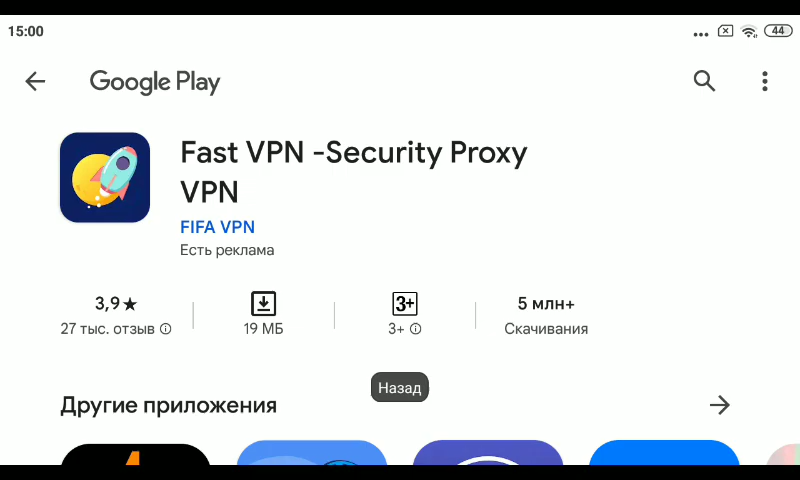 15:00
44
Google Play
Fast VPN -Security Proxy
VPN
FIFA VPN
Есть реклама
3,9★
27 тыс. отзыв
19 МБ
3+
3+
5 млн+
Скачивания
Назад
Другие приложения